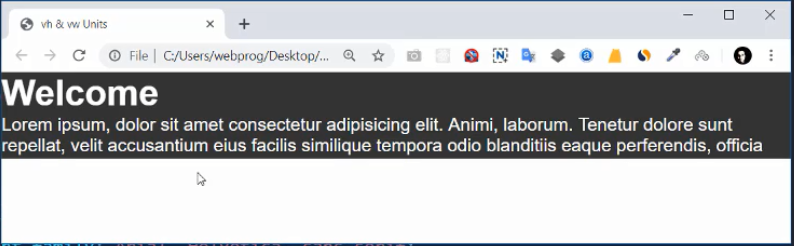 vh & vw Units
File | C:/Users/webprog/Desktop/...
Welcome
Lorem ipsum, dolor sit amet consectetur adipisicing elit. Animi, laborum. Tenetur dolore sunt
repellat, velit accusantium eius facilis similique tempora odio blanditiis eaque perferendis, officia